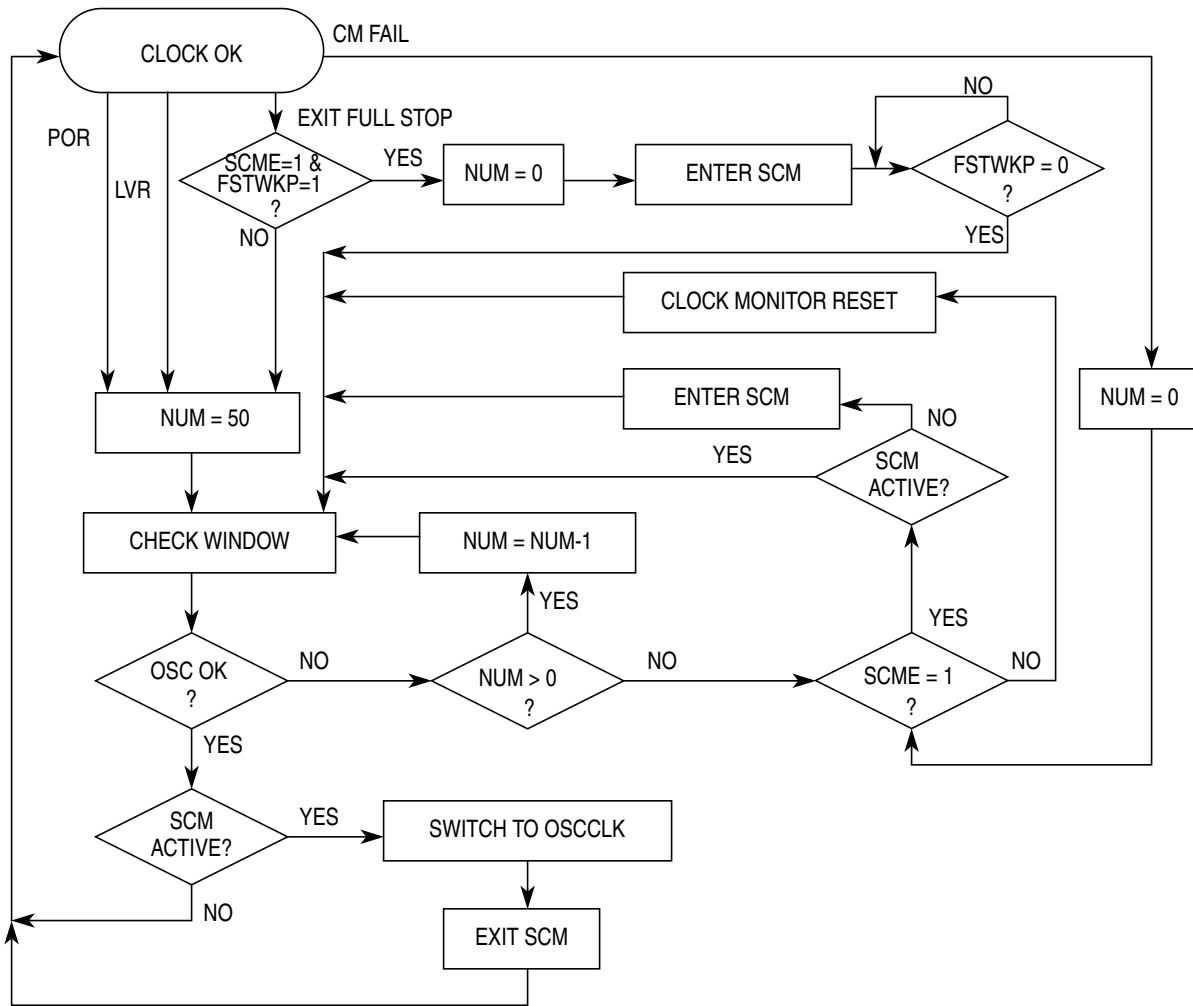 CM FAIL
CLOCK OK
NO
EXIT FULL STOP
POR
SCME=1 &
FSTWKP=1
?
YES
NUM = 0
ENTER SCM
FSTWKP = 0
?
LVR
NO
YES
CLOCK MONITOR RESET
ENTER SCM
NUM = 0
NUM = 50
NO
YES
SCM
ACTIVE?
CHECK WINDOW
NUM = NUM-1
YES
YES
OSC OK
?
NO
NUM > 0
?
NO
SCME = 1
?
NO
YES
SCM
ACTIVE?
YES
SWITCH TO OSCCLK
NO
EXIT SCM